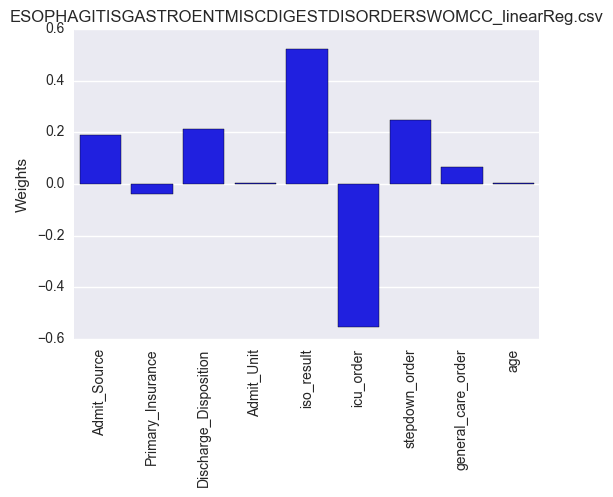 ESOPHAGITISGASTROENTMISCDIGESTDISORDERSWOMCC_linearReg.csv
0.6
0.4
0.2
0.0
−0.2
−0.4
−0.6
Weights
Admit_Source
Primary_Insurance
Discharge_Disposition
Admit_Unit
iso_result
icu_order
stepdown_order
general_care_order
age